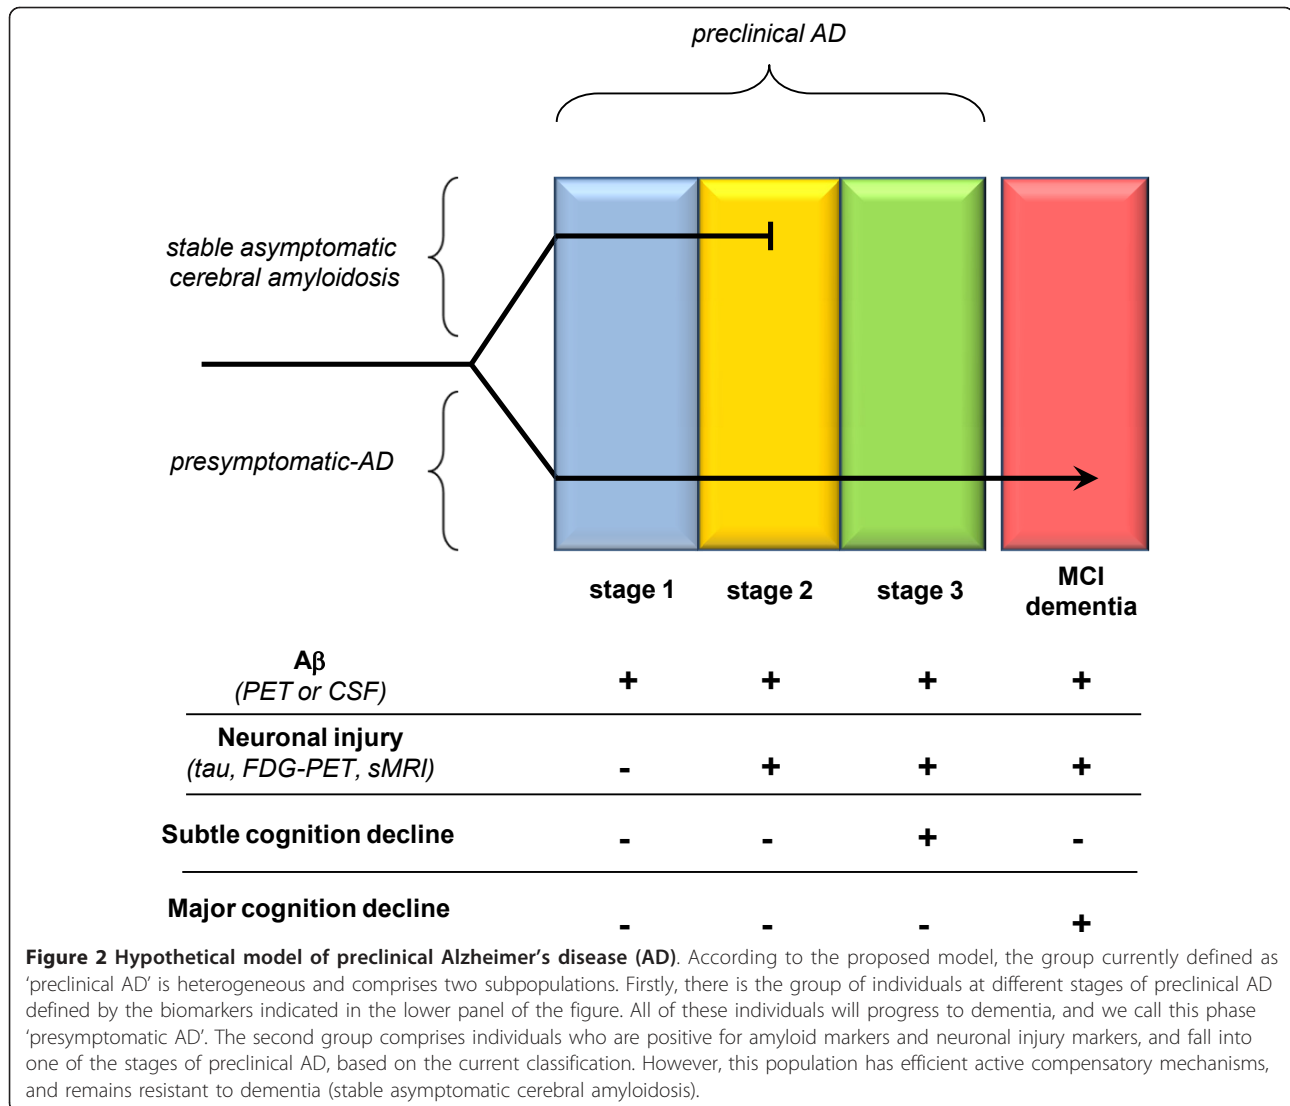 preclinical AD
stable asymptomatic
cerebral amyloidosis
presymptomatic-AD
stage 1
stage 2
stage 3
MCI
dementia
Aβ
(PET or CSF)
+ + + +
Neuronal injury
(tau, FDG-PET, sMRI)
- + + +
Subtle cognition decline
- - + -
Major cognition decline
- - - +
Figure 2 Hypothetical model of preclinical Alzheimer's disease (AD). According to the proposed model, the group currently defined as
'preclinical AD' is heterogeneous and comprises two subpopulations. Firstly, there is the group of individuals at different stages of preclinical AD
defined by the biomarkers indicated in the lower panel of the figure. All of these individuals will progress to dementia, and we call this phase
'presymptomatic AD'. The second group comprises individuals who are positive for amyloid markers and neuronal injury markers, and fall into
one of the stages of preclinical AD, based on the current classification. However, this population has efficient active compensatory mechanisms,
and remains resistant to dementia (stable asymptomatic cerebral amyloidosis).